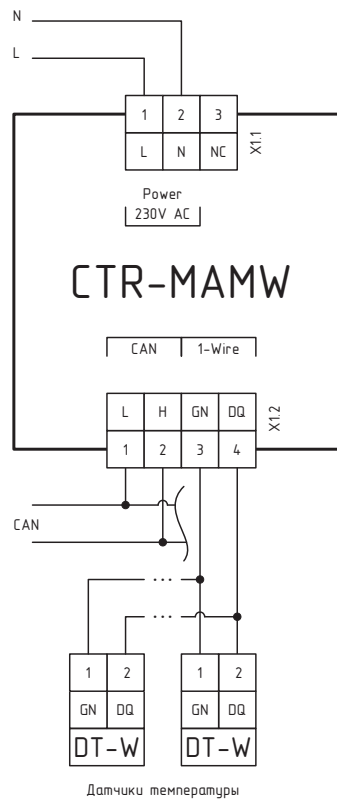 N
L
1 2 3
L N NC
X1.1
Power
230V AC
CTR-MAMW
CAN 1-Wire
L H GN DQ
X1.2
1 2 3 4
CAN
...
...
1 2 1 2
GN DQ GN DQ
DT-W DT-W
Датчики температуры